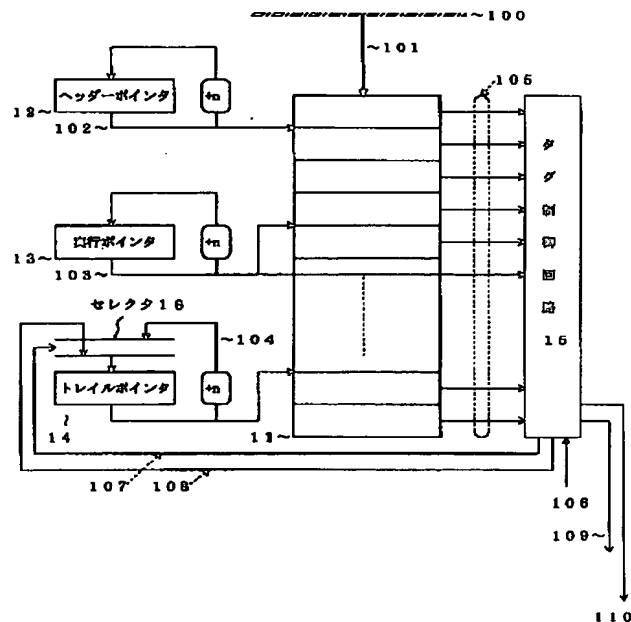 ~100
~101
ヘッダーポインタ
+n
12~
102~
105
実行ポインタ
+n
13~
103~
セレクタ16
~104
トレイルポインタ
+n
14
11~
タグ制御回路
15
107
108
106
109~
110